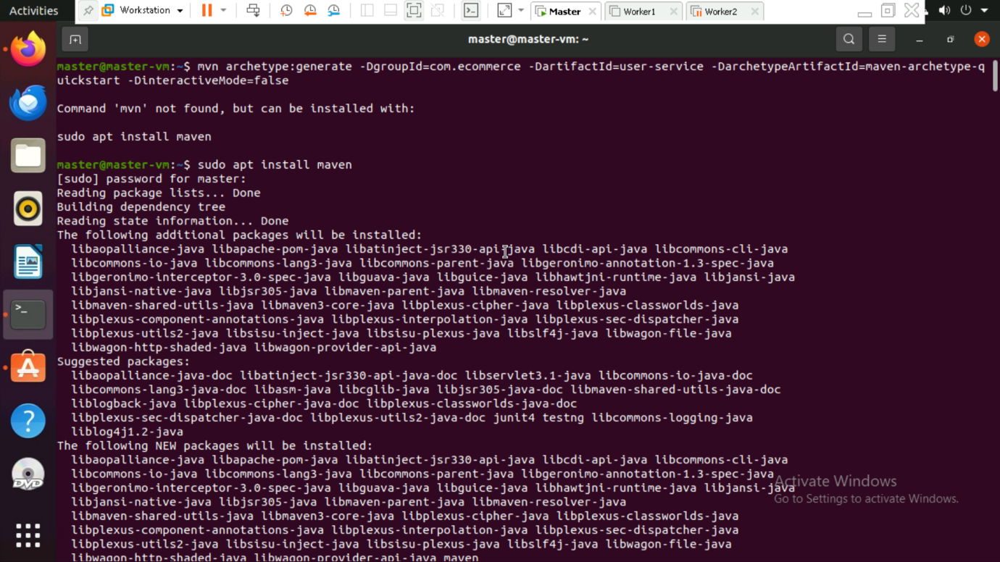 Activities
Workstation
Master
Worker1
Worker2
master@master-vm: ~
master@master-vm:~$ mvn archetype:generate -DgroupId=com.ecommerce -DartifactId=user-service -DarchetypeArtifactId=maven-archetype-q
uickstart -DinteractiveMode=false
Command 'mvn' not found, but can be installed with:
sudo apt install maven
master@master-vm:~$ sudo apt install maven
[sudo] password for master:
Reading package lists... Done
Building dependency tree
Reading state information... Done
The following additional packages will be installed:
libaopalliance-java libapache-pom-java libatinject-jsr330-api-java libcdi-api-java libcommons-cli-java
libcommons-io-java libcommons-lang3-java libcommons-parent-java libgeronimo-annotation-1.3-spec-java
libgeronimo-interceptor-3.0-spec-java libguava-java libguice-java libhawtjni-runtime-java libjansi-java
libjansi-native-java libjsr305-java libmaven-parent-java libmaven-resolver-java
libmaven-shared-utils-java libmaven3-core-java libplexus-cipher-java libplexus-classworlds-java
libplexus-component-annotations-java libplexus-interpolation-java libplexus-sec-dispatcher-java
libplexus-utils2-java libsisu-inject-java libsisu-plexus-java libslf4j-java libwagon-file-java
libwagon-http-shaded-java libwagon-provider-api-java
Suggested packages:
libaopalliance-java-doc libatinject-jsr330-api-java-doc libservlet3.1-java libcommons-io-java-doc
libcommons-lang3-java-doc libasm-java libcglib-java libjsr305-java-doc libmaven-shared-utils-java-doc
liblogback-java libplexus-cipher-java-doc libplexus-classworlds-java-doc
libplexus-sec-dispatcher-java-doc libplexus-utils2-java-doc junit4 testng libcommons-logging-java
liblog4j1.2-java
The following NEW packages will be installed:
libaopalliance-java libapache-pom-java libatinject-jsr330-api-java libcdi-api-java libcommons-cli-java
libcommons-io-java libcommons-lang3-java libcommons-parent-java libgeronimo-annotation-1.3-spec-java
libgeronimo-interceptor-3.0-spec-java libguava-java libguice-java libhawtjni-runtime-java libjansi-java
libjansi-native-java libjsr305-java libmaven-parent-java libmaven-resolver-java
libmaven-shared-utils-java libmaven3-core-java libplexus-cipher-java libplexus-classworlds-java
libplexus-component-annotations-java libplexus-interpolation-java libplexus-sec-dispatcher-java
libplexus-utils2-java libsisu-inject-java libsisu-plexus-java libslf4j-java libwagon-file-java
libwagon-http-shaded-java libwagon-provider-api-java maven
Activate Windows
Go to Settings to activate Windows.
DVD